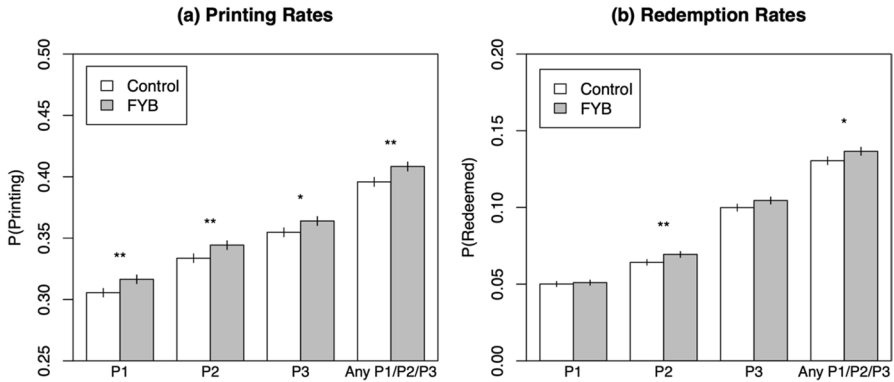 (a) Printing Rates
P(Printing)
0.50
0.45
0.40
0.35
0.30
0.25
Control
FYB
**
**
*
**
P1
P2
P3
Any P1/P2/P3
(b) Redemption Rates
P(Redeemed)
0.20
0.15
0.10
0.05
0.00
Control
FYB
**
*
P1
P2
P3
Any P1/P2/P3